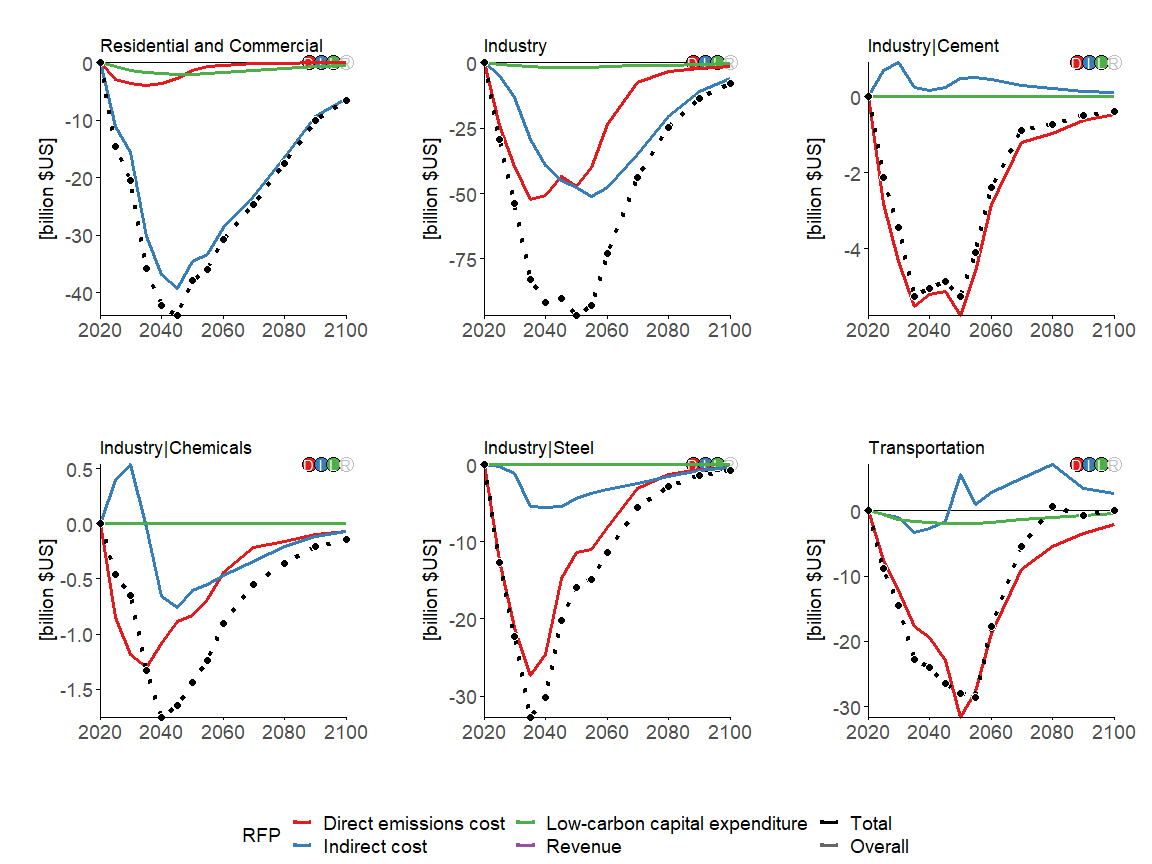 Residential and Commercial
Industry
Industry|Cement
D I L R
D I L R
D I L R
[billion $US]
0
-10
-20
-30
-40
2020 2040 2060 2080 2100
[billion $US]
0
-25
-50
-75
2020 2040 2060 2080 2100
[billion $US]
0
-2
-4
2020 2040 2060 2080 2100
Industry|Chemicals
Industry|Steel
Transportation
D I L R
D I L R
D I L R
[billion $US]
0.5
0.0
-0.5
-1.0
-1.5
2020 2040 2060 2080 2100
[billion $US]
0
-10
-20
-30
2020 2040 2060 2080 2100
[billion $US]
0
-10
-20
-30
2020 2040 2060 2080 2100
RFP
Direct emissions cost Low-carbon capital expenditure Total
Indirect cost Revenue Overall